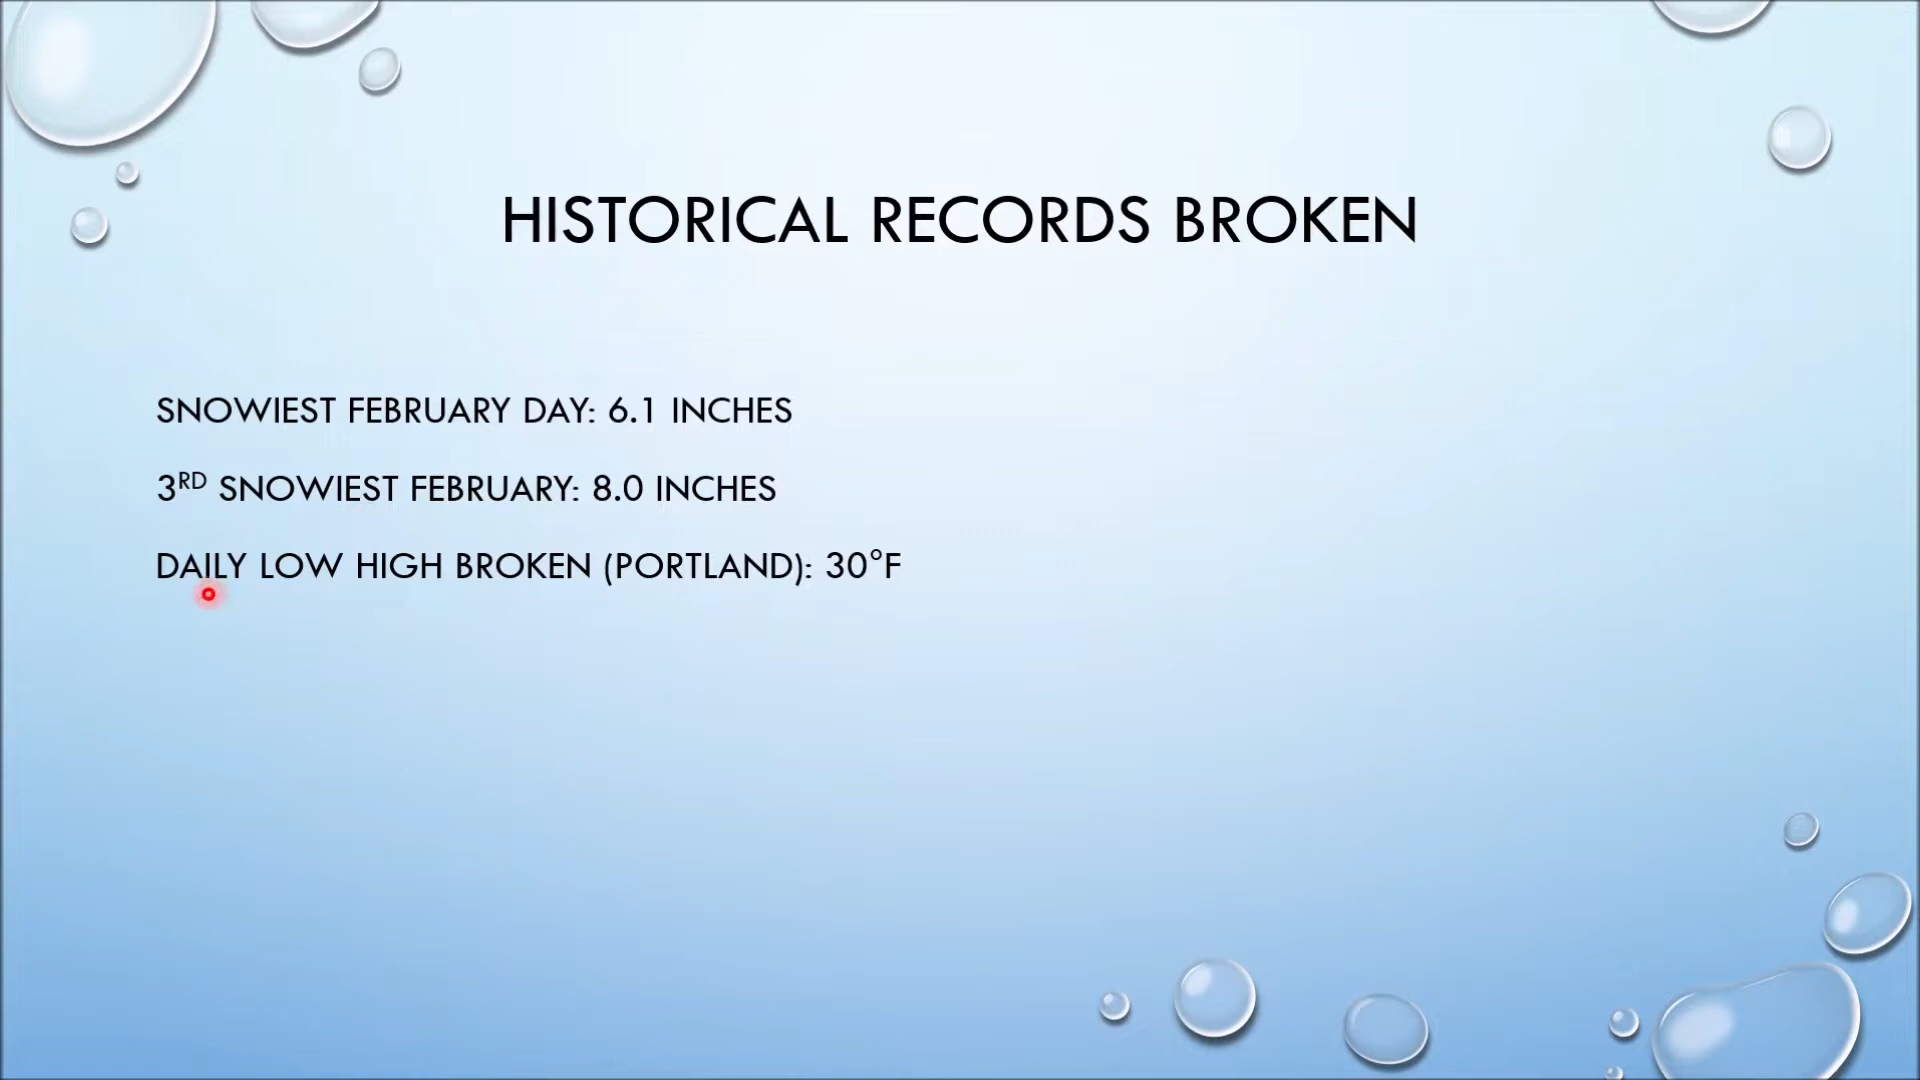 HISTORICAL RECORDS BROKEN
SNOWIEST FEBRUARY DAY: 6.1 INCHES
3RD SNOWIEST FEBRUARY: 8.0 INCHES
DAILY LOW HIGH BROKEN (PORTLAND): 30°F